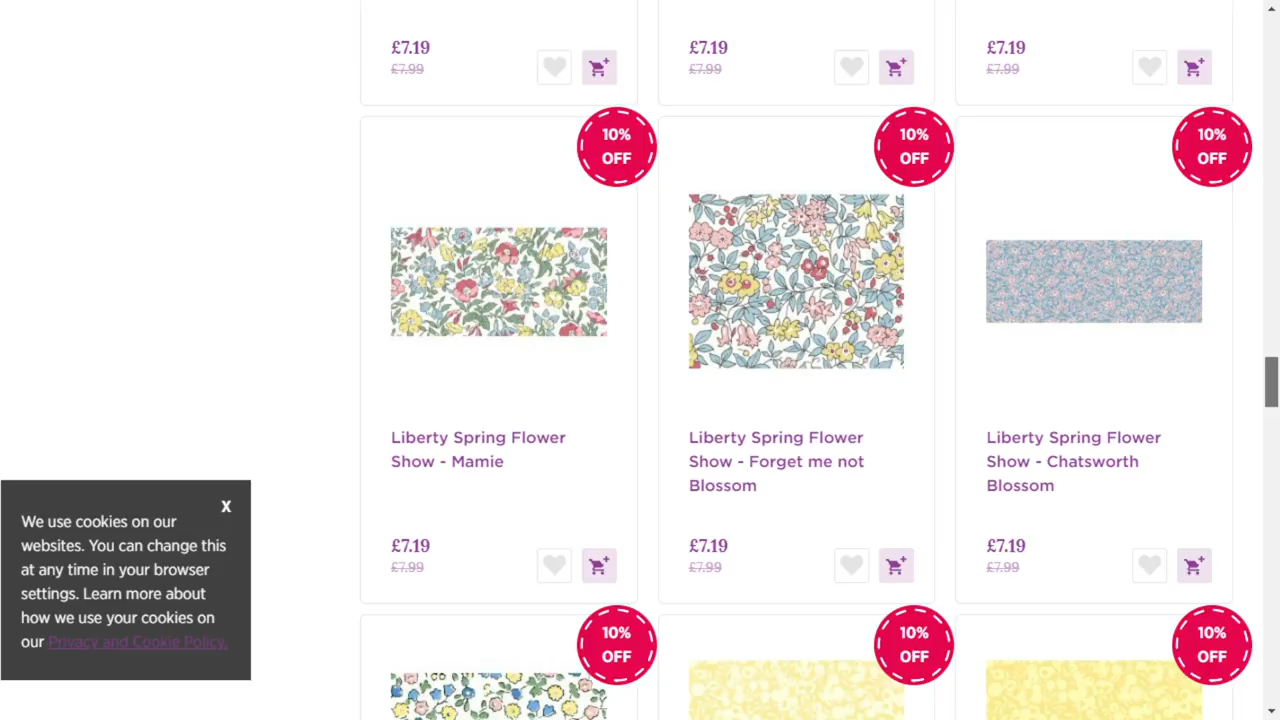 £7.19
£7.99
£7.19
£7.99
£7.19
£7.99
10%
OFF
Liberty Spring Flower
Show - Mamie
£7.19
£7.99
10%
OFF
Liberty Spring Flower
Show - Forget me not
Blossom
£7.19
£7.99
10%
OFF
Liberty Spring Flower
Show - Chatsworth
Blossom
£7.19
£7.99
10%
OFF
10%
OFF
10%
OFF
X
We use cookies on our
websites. You can change this
at any time in your browser
settings. Learn more about
how we use your cookies on
our Privacy and Cookie Policy.